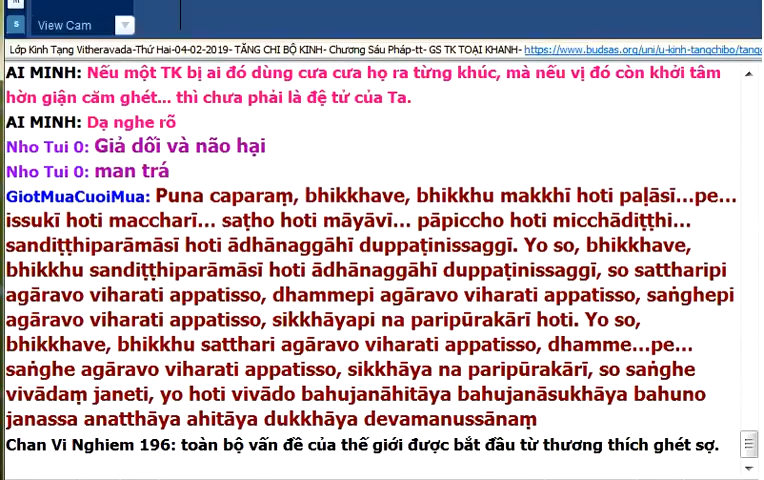 View Cam
Lớp Kinh Tạng Vitheravada-Thứ Hai-04-02-2019- TĂNG CHI BỘ KINH- Chương Sáu Pháp-tt- GS TK TOẠI KHANH- https://www.budsas.org/uni/u-kinh-tangchibo/tangc
AI MINH: Nếu một TK bị ai đó dùng cưa cưa họ ra từng khúc, mà nếu vị đó còn khởi tâm
hờn giận căm ghét... thì chưa phải là đệ tử của Ta.
AI MINH: Dạ nghe rõ
Nho Tui 0: Giả dối và não hại
Nho Tui 0: man trá
GiotMuaCuoiMua: Puna caparaṃ, bhikkhave, bhikkhu makkhī hoti paḷāsī...pe...
issukī hoti maccharī... saṭho hoti māyāvī... pāpiccho hoti micchādiṭṭhi...
sandiṭṭhiparāmāsī hoti ādhānaggāhī duppaṭinissaggī. Yo so, bhikkhave,
bhikkhu sandiṭṭhiparāmāsī hoti ādhānaggāhī duppaṭinissaggī, so sattharipi
agāravo viharati appatisso, dhammepi agāravo viharati appatisso, saṅghepi
agāravo viharati appatisso, sikkhāyapi na paripūrakārī hoti. Yo so,
bhikkhave, bhikkhu satthari agāravo viharati appatisso, dhamme...pe...
saṅghe agāravo viharati appatisso, sikkhāya na paripūrakārī, so saṅghe
vivādaṃ janeti, yo hoti vivādo bahujanāhitāya bahujanāsukhāya bahuno
janassa anatthāya ahitāya dukkhāya devamanussānaṃ
Chan Vi Nghiem 196: toàn bộ vấn đề của thế giới được bắt đầu từ thương thích ghét sợ.